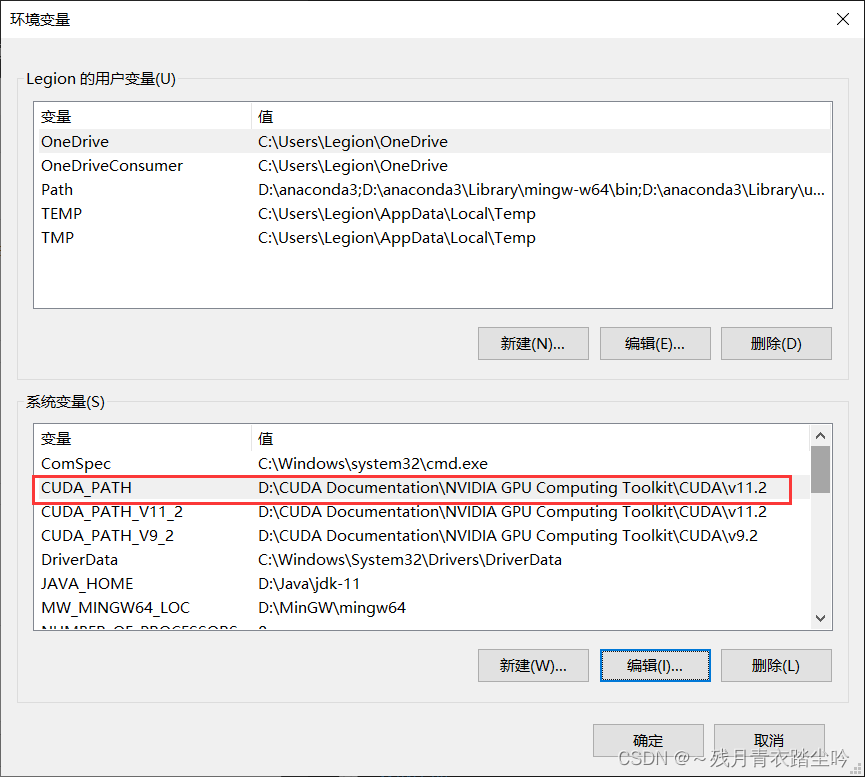 环境变量
Legion 的用户变量(U)
变量 值
OneDrive C:\Users\Legion\OneDrive
OneDriveConsumer C:\Users\Legion\OneDrive
Path D:\anaconda3;D:\anaconda3\Library\mingw-w64\bin;D:\anaconda3\Library\u...
TEMP C:\Users\Legion\AppData\Local\Temp
TMP C:\Users\Legion\AppData\Local\Temp
新建(N)... 编辑(E)... 删除(D)
系统变量(S)
变量 值
ComSpec C:\Windows\system32\cmd.exe
CUDA_PATH D:\CUDA Documentation\NVIDIA GPU Computing Toolkit\CUDA\v11.2
CUDA_PATH_V11_2 D:\CUDA Documentation\NVIDIA GPU Computing Toolkit\CUDA\v11.2
CUDA_PATH_V9_2 D:\CUDA Documentation\NVIDIA GPU Computing Toolkit\CUDA\v9.2
DriverData C:\Windows\System32\Drivers\DriverData
JAVA_HOME D:\Java\jdk-11
MW_MINGW64_LOC D:\MinGW\mingw64
NUMBER_OF_PROCESSORS
新建(W)... 编辑(I)... 删除(L)
确定 取消
CSDN @～残月青衣踏尘吟